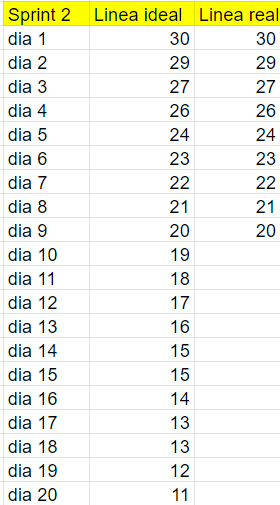 Sprint 2 Linea ideal Linea real
dia 1 30 30
dia 2 29 29
dia 3 27 27
dia 4 26 26
dia 5 24 24
dia 6 23 23
dia 7 22 22
dia 8 21 21
dia 9 20 20
dia 10 19
dia 11 18
dia 12 17
dia 13 16
dia 14 15
dia 15 15
dia 16 14
dia 17 13
dia 18 13
dia 19 12
dia 20 11